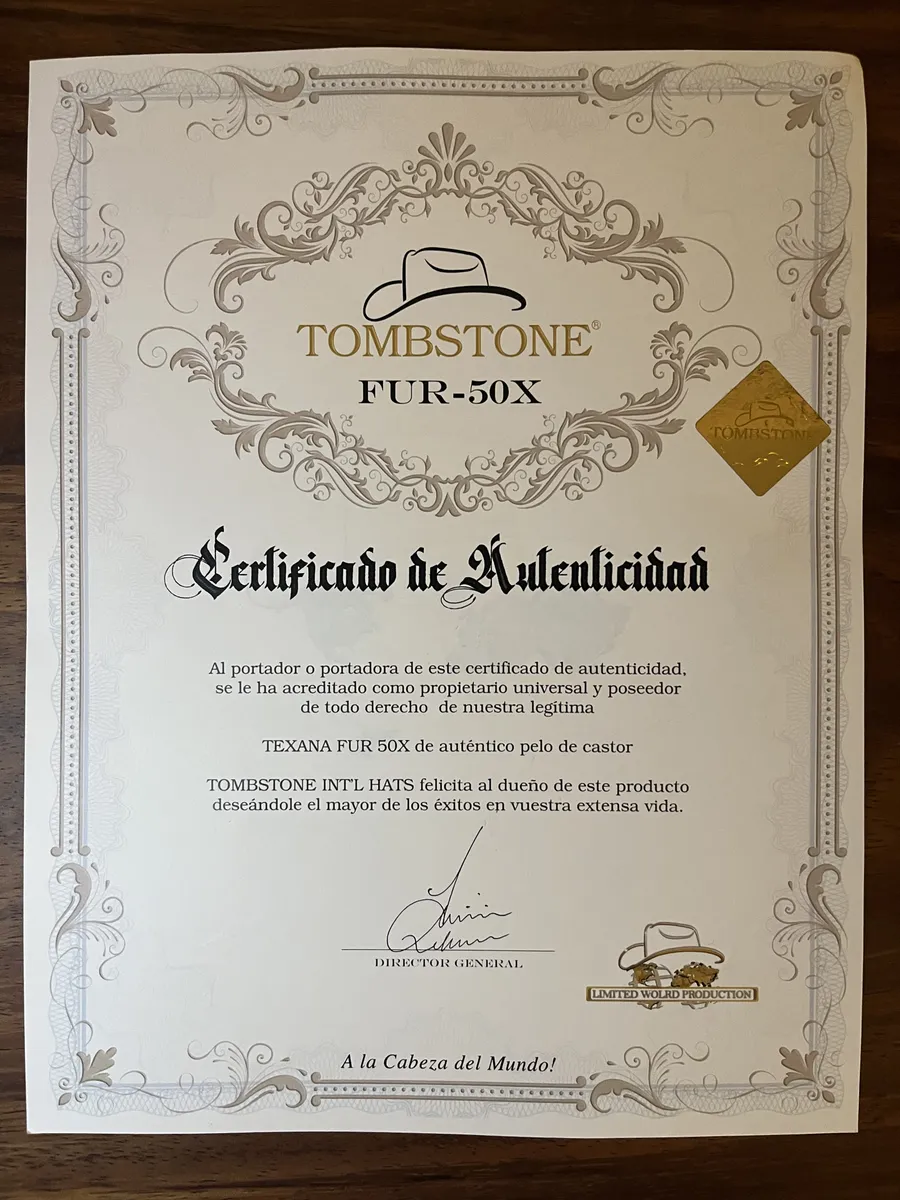 TOMBSTONE®
FUR-50X
TOMBSTONE
Certificado de Autenticidad
Al portador o portadora de este certificado de autenticidad,
se le ha acreditado como propietario universal y poseedor
de todo derecho de nuestra legítima
TEXANA FUR 50X de auténtico pelo de castor
TOMBSTONE INT'L HATS felicita al dueño de este producto
deseándole el mayor de los éxitos en vuestra extensa vida.
DIRECTOR GENERAL
LIMITED WOLRD PRODUCTION
A la Cabeza del Mundo!